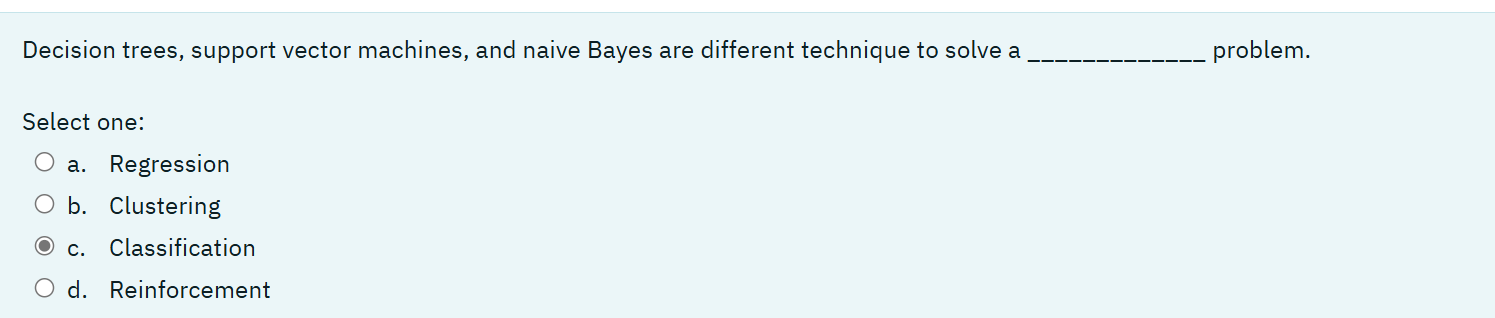 Decision trees, support vector machines, and naive Bayes are different technique to solve a _____________ problem.
Select one:
a. Regression
b. Clustering
c. Classification
d. Reinforcement